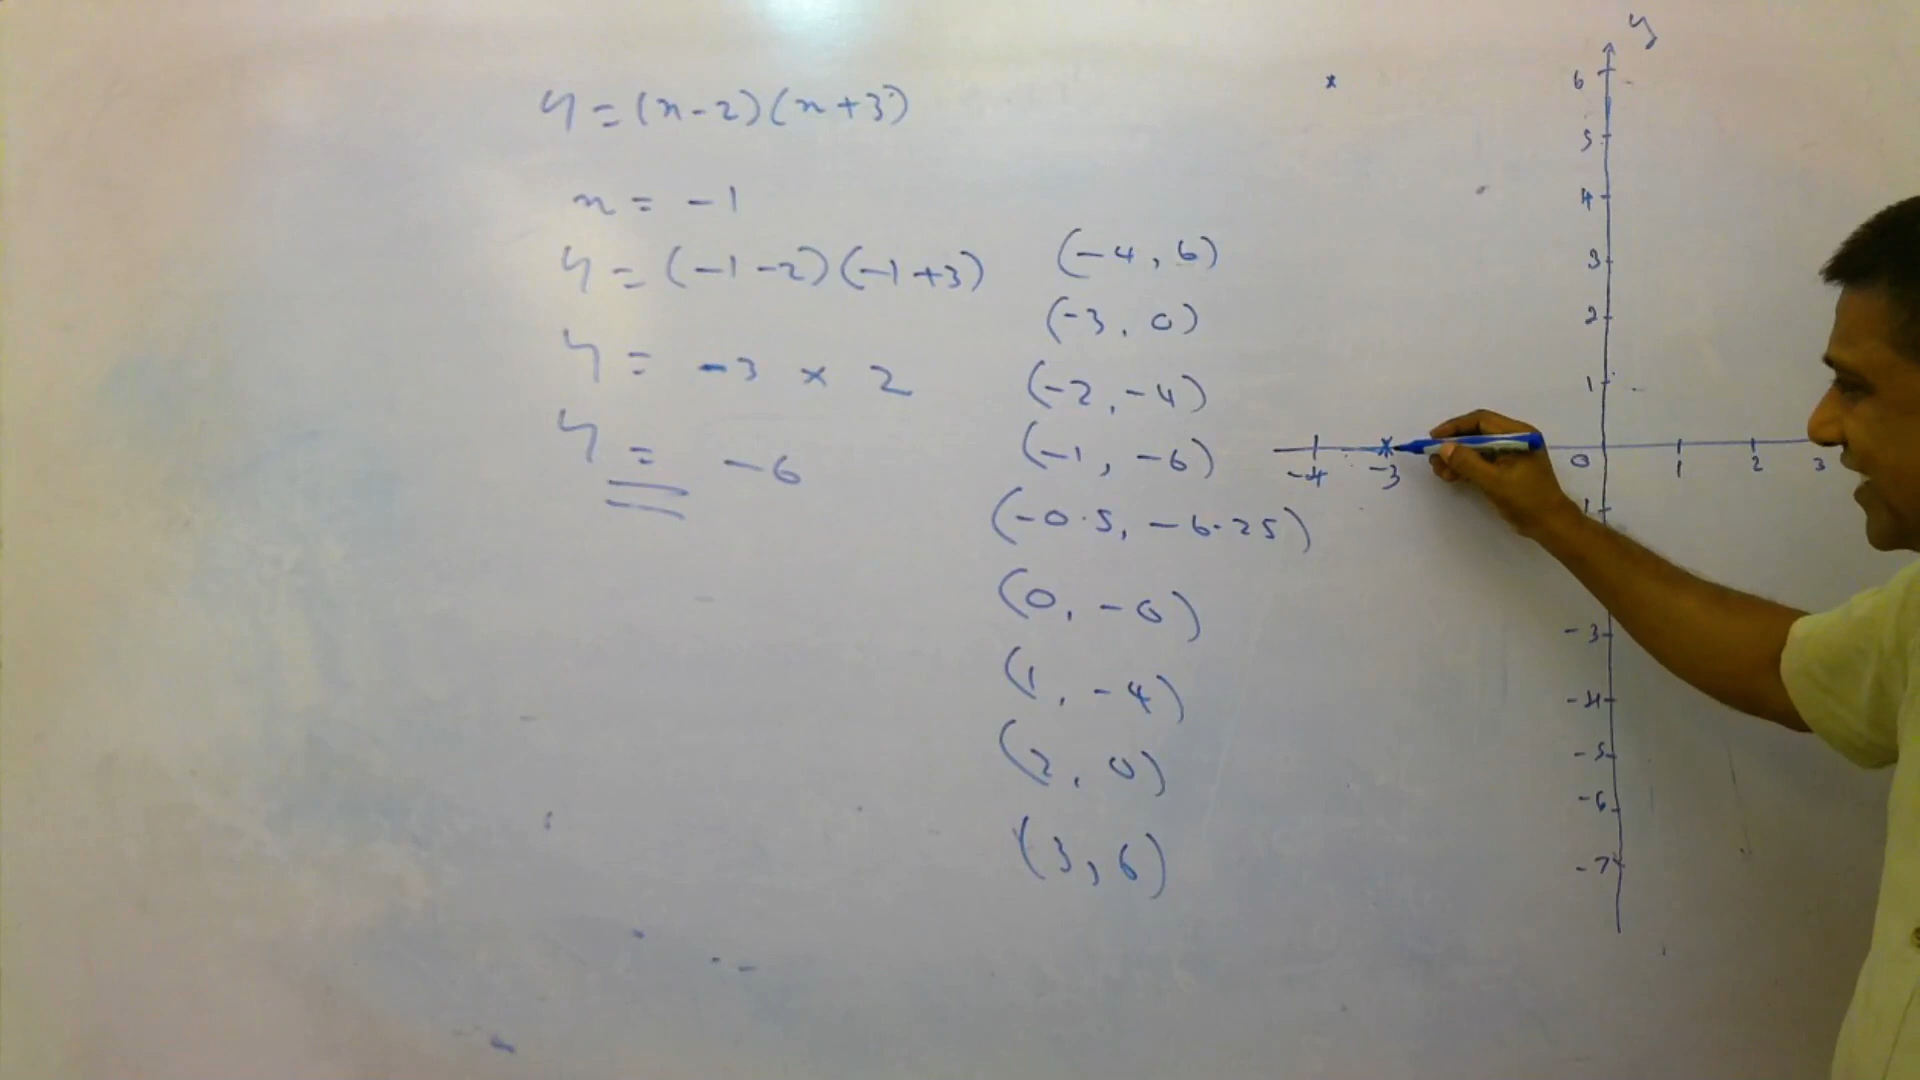 y = (x-2)(x+3)
x = -1
y = (-1-2)(-1+3)
y = -3 × 2
y = -6
(-4, 6)
(-3, 0)
(-2, -4)
(-1, -6)
(-0.5, -6.25)
(0, -6)
(1, -4)
(2, 0)
(3, 6)
y
6
5
4
3
2
1
-4 -3 0 1 2 3
-3
-4
-5
-6
-7